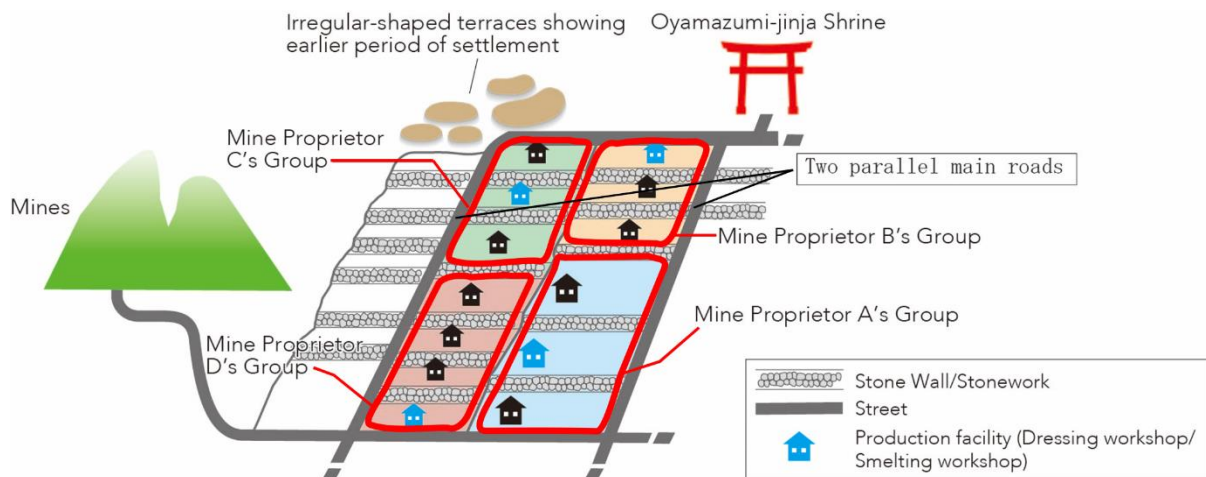 Irregular-shaped terraces showing
earlier period of settlement
Oyamazumi-jinja Shrine
Mine Proprietor
C's Group
Two parallel main roads
Mines
Mine Proprietor B's Group
Mine Proprietor A's Group
Mine Proprietor
D's Group
Stone Wall/Stonework
Street
Production facility (Dressing workshop/
Smelting workshop)